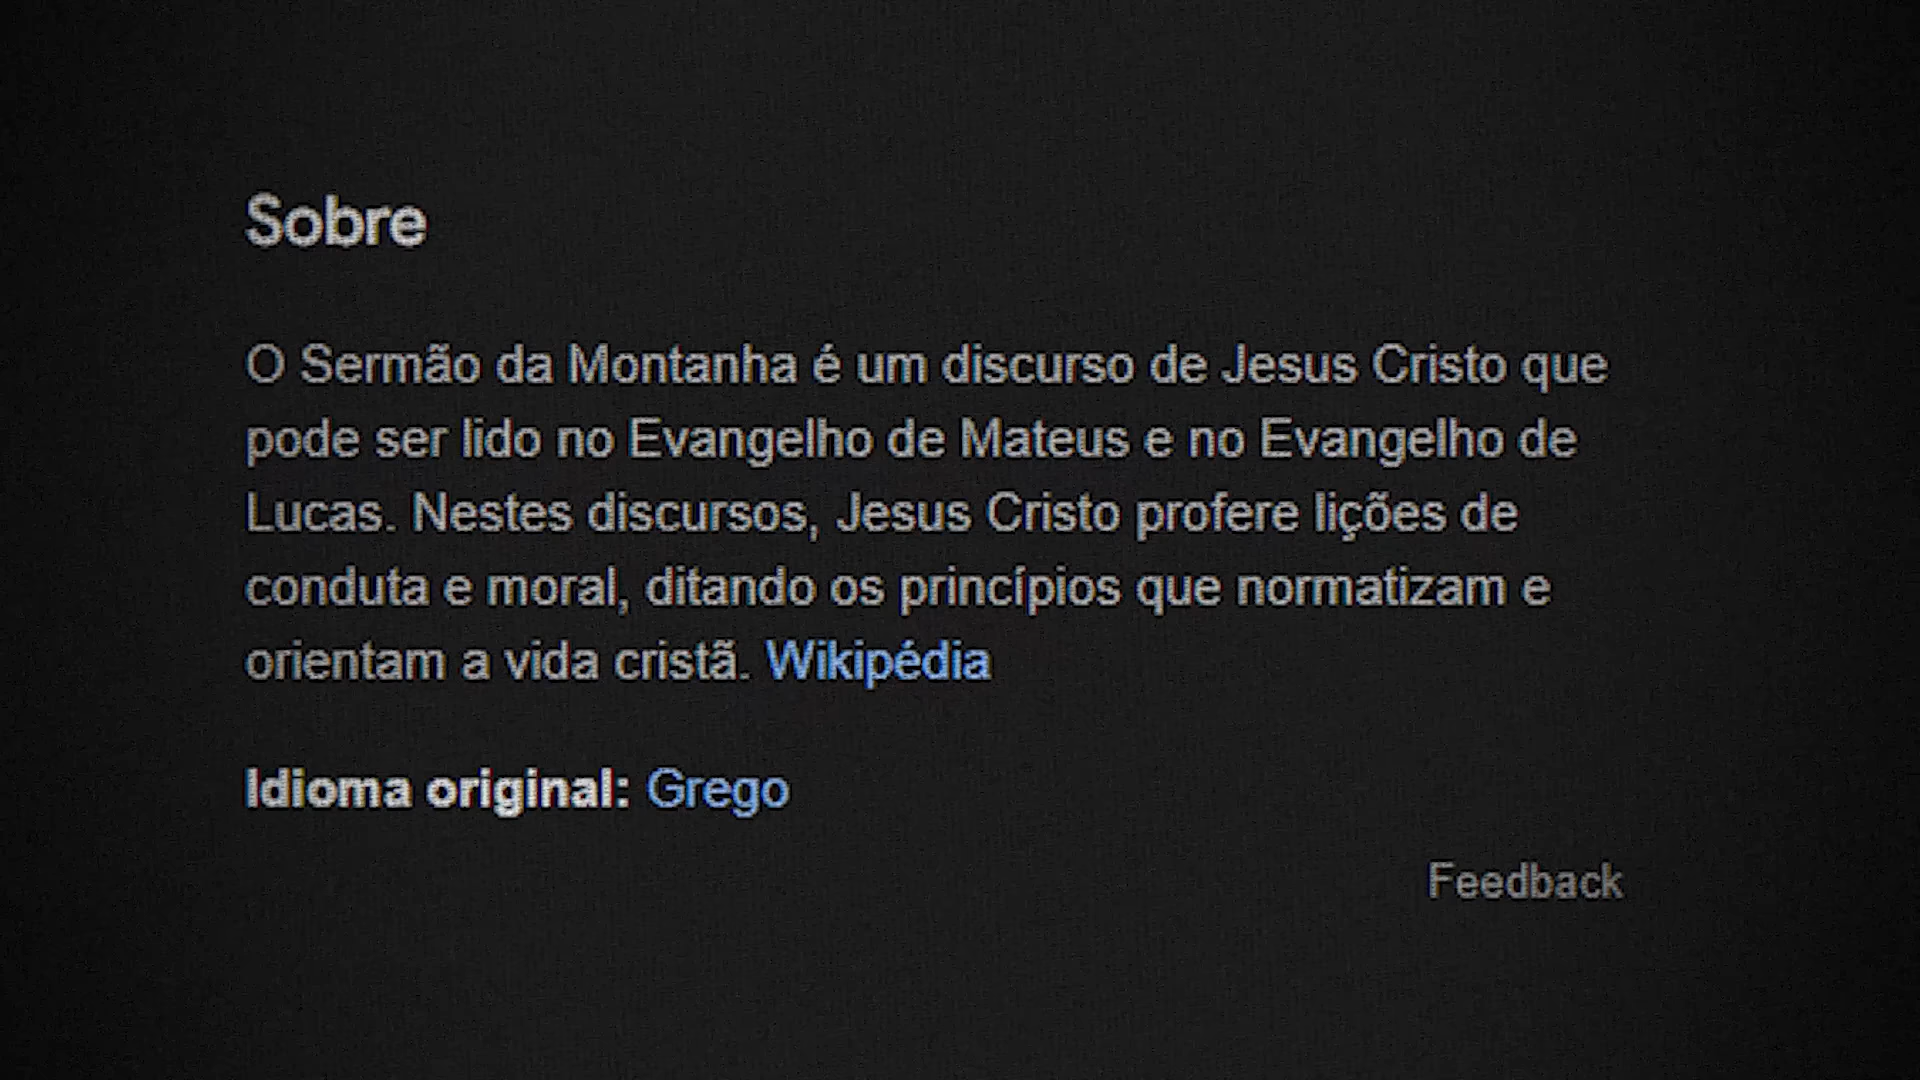 Sobre
O Sermão da Montanha é um discurso de Jesus Cristo que
pode ser lido no Evangelho de Mateus e no Evangelho de
Lucas. Nestes discursos, Jesus Cristo profere lições de
conduta e moral, ditando os princípios que normatizam e
orientam a vida cristã. Wikipédia
Idioma original: Grego
Feedback